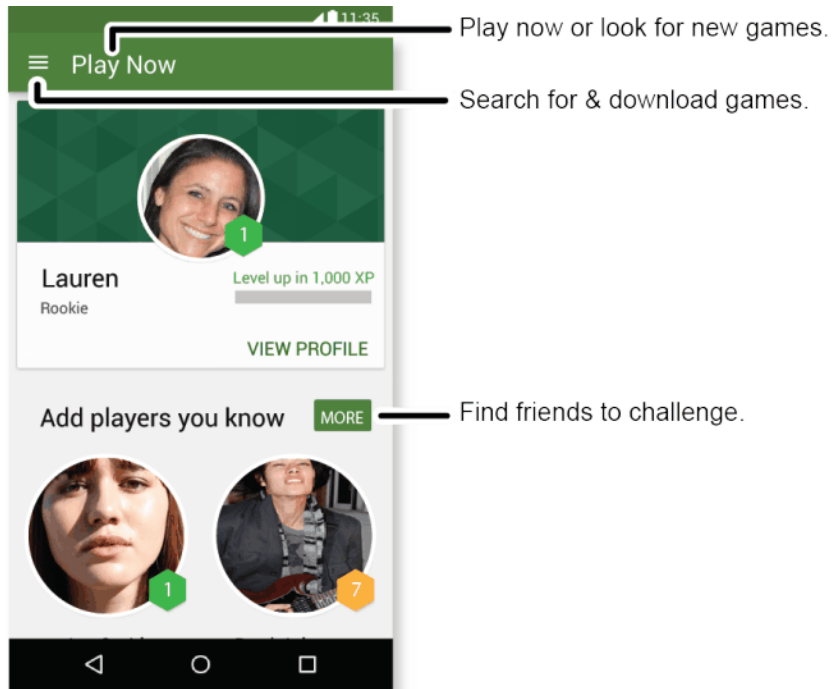 11:35
Play now or look for new games.
Play Now
Search for & download games.
1
Lauren
Level up in 1,000 XP
Rookie
VIEW PROFILE
Add players you know
MORE
Find friends to challenge.
1
7